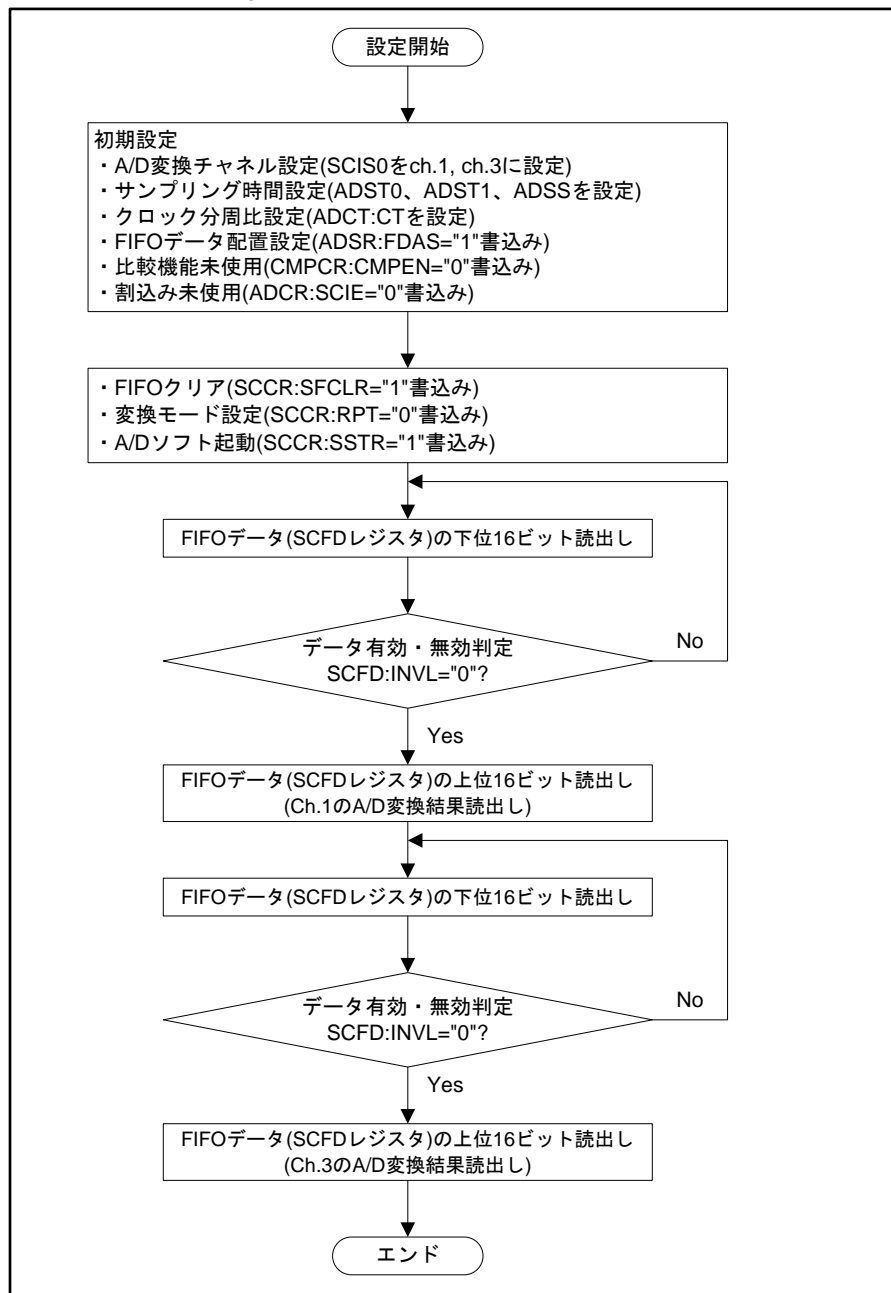 設定開始
初期設定
・A/D変換チャネル設定(SCIS0をch.1, ch.3に設定)
・サンプリング時間設定(ADST0、ADST1、ADSSを設定)
・クロック分周比設定(ADCT:CTを設定)
・FIFOデータ配置設定(ADSR:FDAS="1"書込み)
・比較機能未使用(CMPCR:CMPEN="0"書込み)
・割込み未使用(ADCR:SCIE="0"書込み)
・FIFOクリア(SCCR:SFCLR="1"書込み)
・変換モード設定(SCCR:RPT="0"書込み)
・A/Dソフト起動(SCCR:SSTR="1"書込み)
FIFOデータ(SCFDレジスタ)の下位16ビット読出し
データ有効・無効判定
SCFD:INVL="0"?
No
Yes
FIFOデータ(SCFDレジスタ)の上位16ビット読出し
(Ch.1のA/D変換結果読出し)
FIFOデータ(SCFDレジスタ)の下位16ビット読出し
データ有効・無効判定
SCFD:INVL="0"?
No
Yes
FIFOデータ(SCFDレジスタ)の上位16ビット読出し
(Ch.3のA/D変換結果読出し)
エンド